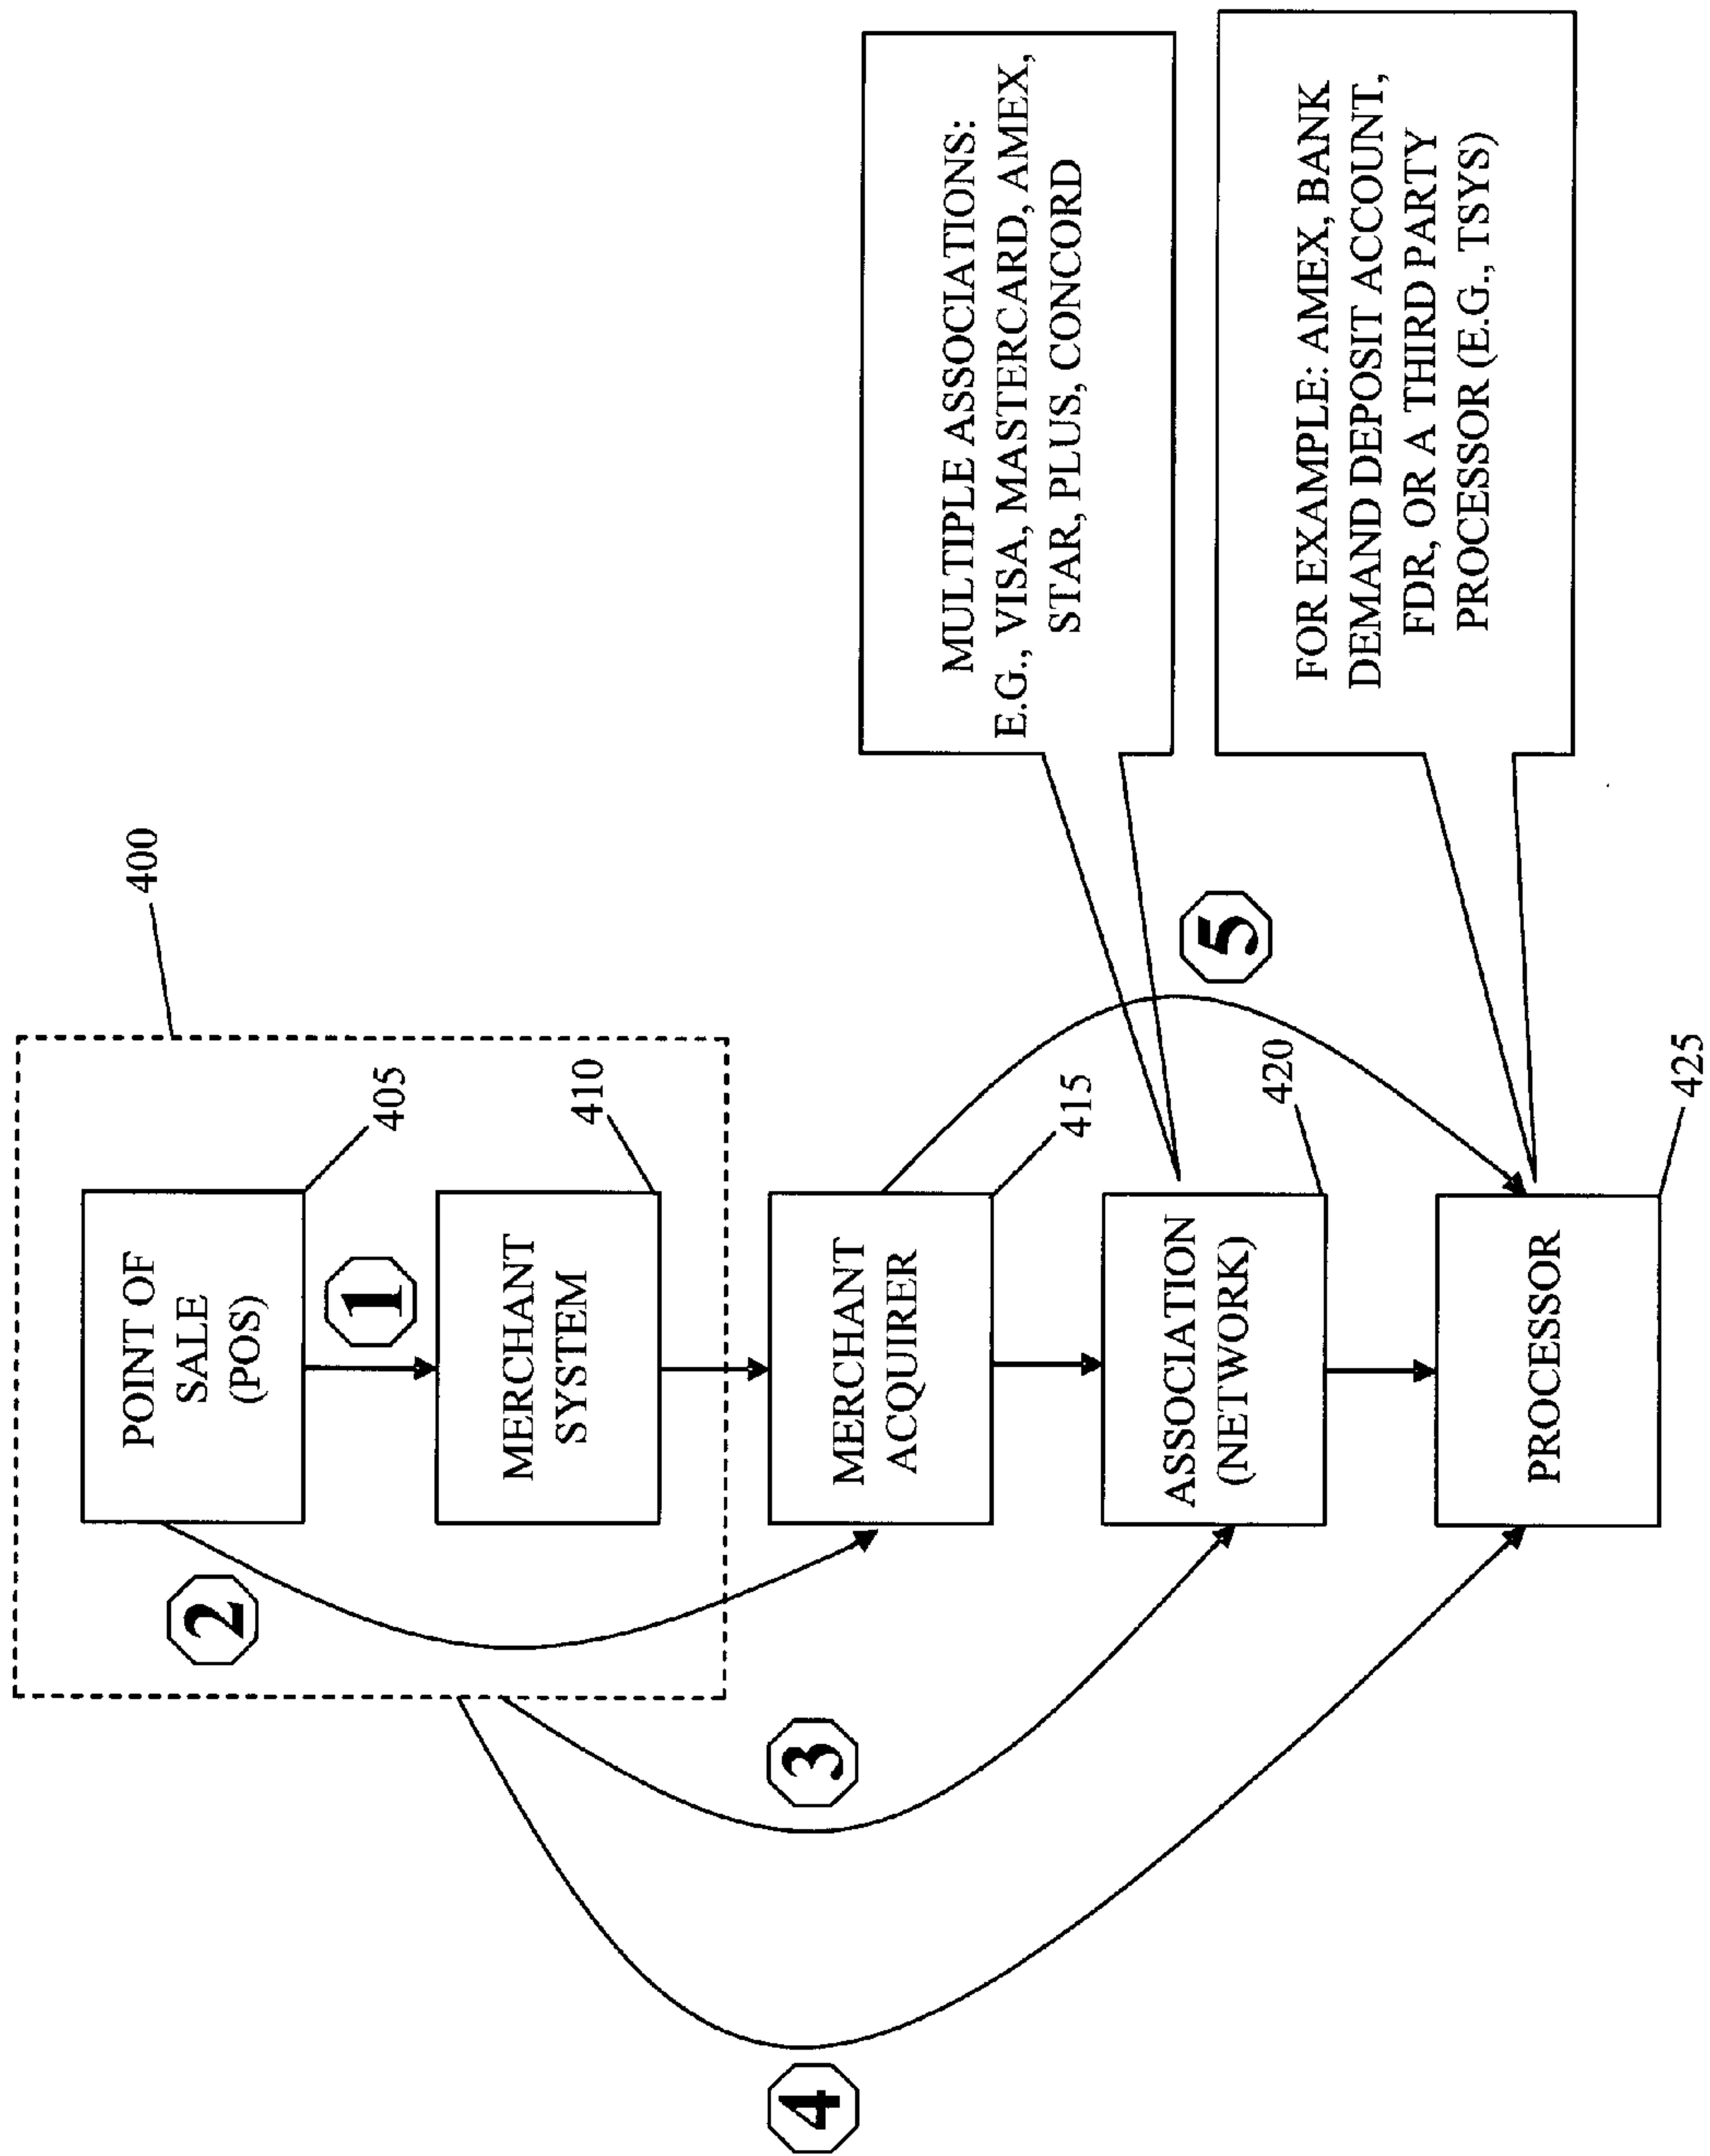 400
POINT OF
SALE
(POS)
405
1
2
MERCHANT
SYSTEM
410
MERCHANT
ACQUIRER
415
3
4
5
ASSOCIATION
(NETWORK)
420
MULTIPLE ASSOCIATIONS:
E.G., VISA, MASTERCARD, AMEX,
STAR, PLUS, CONCORD
PROCESSOR
425
FOR EXAMPLE: AMEX, BANK
DEMAND DEPOSIT ACCOUNT,
FDR, OR A THIRD PARTY
PROCESSOR (E.G., TSYS)